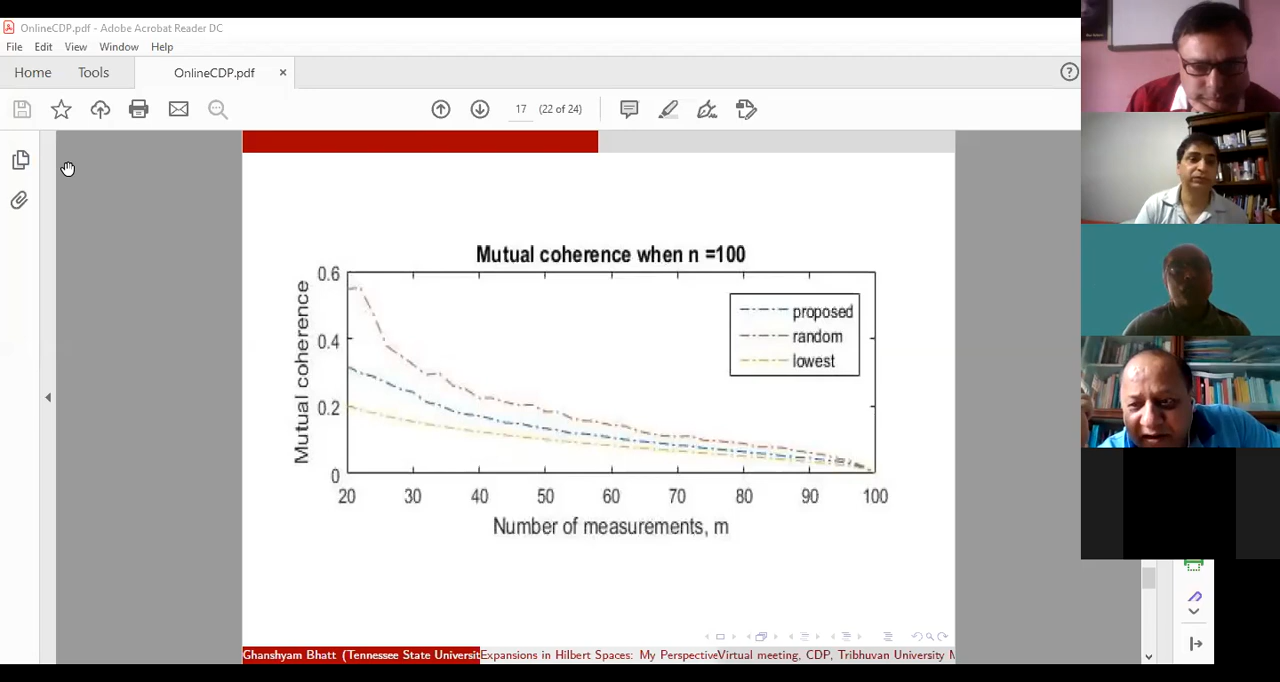 OnlineCDP.pdf - Adobe Acrobat Reader DC
File Edit View Window Help
Home Tools OnlineCDP.pdf ×
17 (22 of 24)
Mutual coherence when n =100
Mutual coherence
0.6
0.4
0.2
0
proposed
random
lowest
20 30 40 50 60 70 80 90 100
Number of measurements, m
Ghanshyam Bhatt (Tennessee State Universit Expansions in Hilbert Spaces: My Perspective Virtual meeting, CDP, Tribhuvan University M